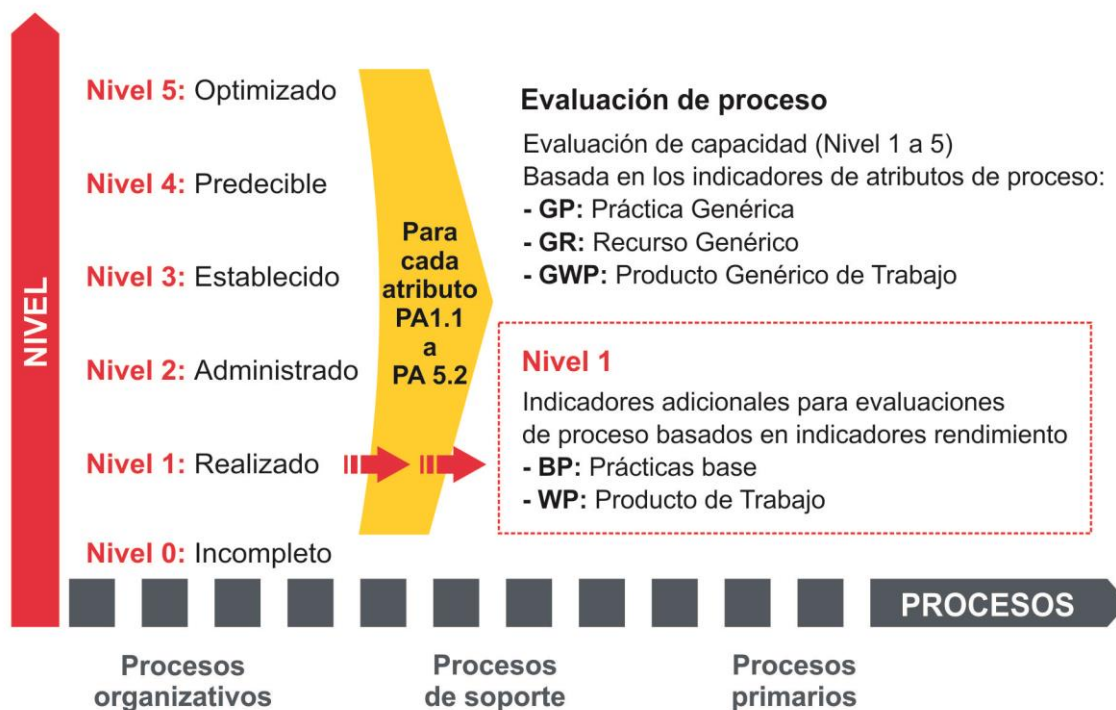 NIVEL
Nivel 5: Optimizado
Nivel 4: Predecible
Nivel 3: Establecido
Nivel 2: Administrado
Nivel 1: Realizado
Nivel 0: Incompleto
Para
cada
atributo
PA1.1
a
PA 5.2
Evaluación de proceso
Evaluación de capacidad (Nivel 1 a 5)
Basada en los indicadores de atributos de proceso:
- GP: Práctica Genérica
- GR: Recurso Genérico
- GWP: Producto Genérico de Trabajo
Nivel 1
Indicadores adicionales para evaluaciones
de proceso basados en indicadores rendimiento
- BP: Prácticas base
- WP: Producto de Trabajo
PROCESOS
Procesos
organizativos
Procesos
de soporte
Procesos
primarios